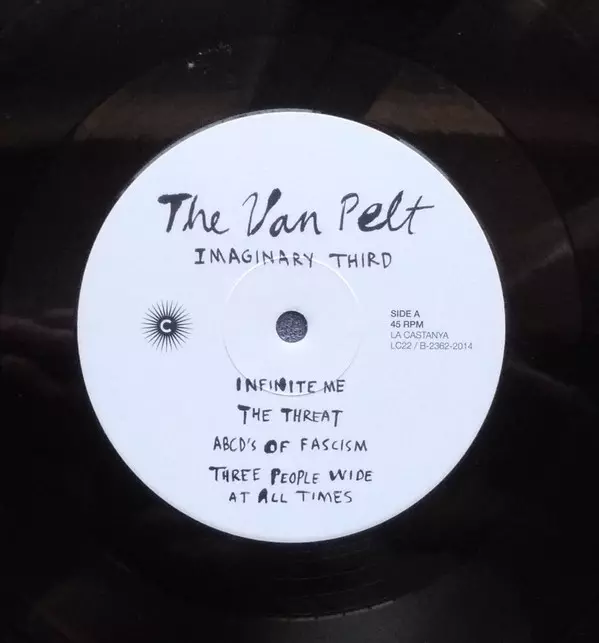 The Van Pelt
IMAGINARY THIRD
C
SIDE A
45 RPM
LA CASTANYA
LC22 / B-2362-2014
INFINITE ME
THE THREAT
ABCD's OF FASCISM
THREE PEOPLE WIDE
AT ALL TIMES